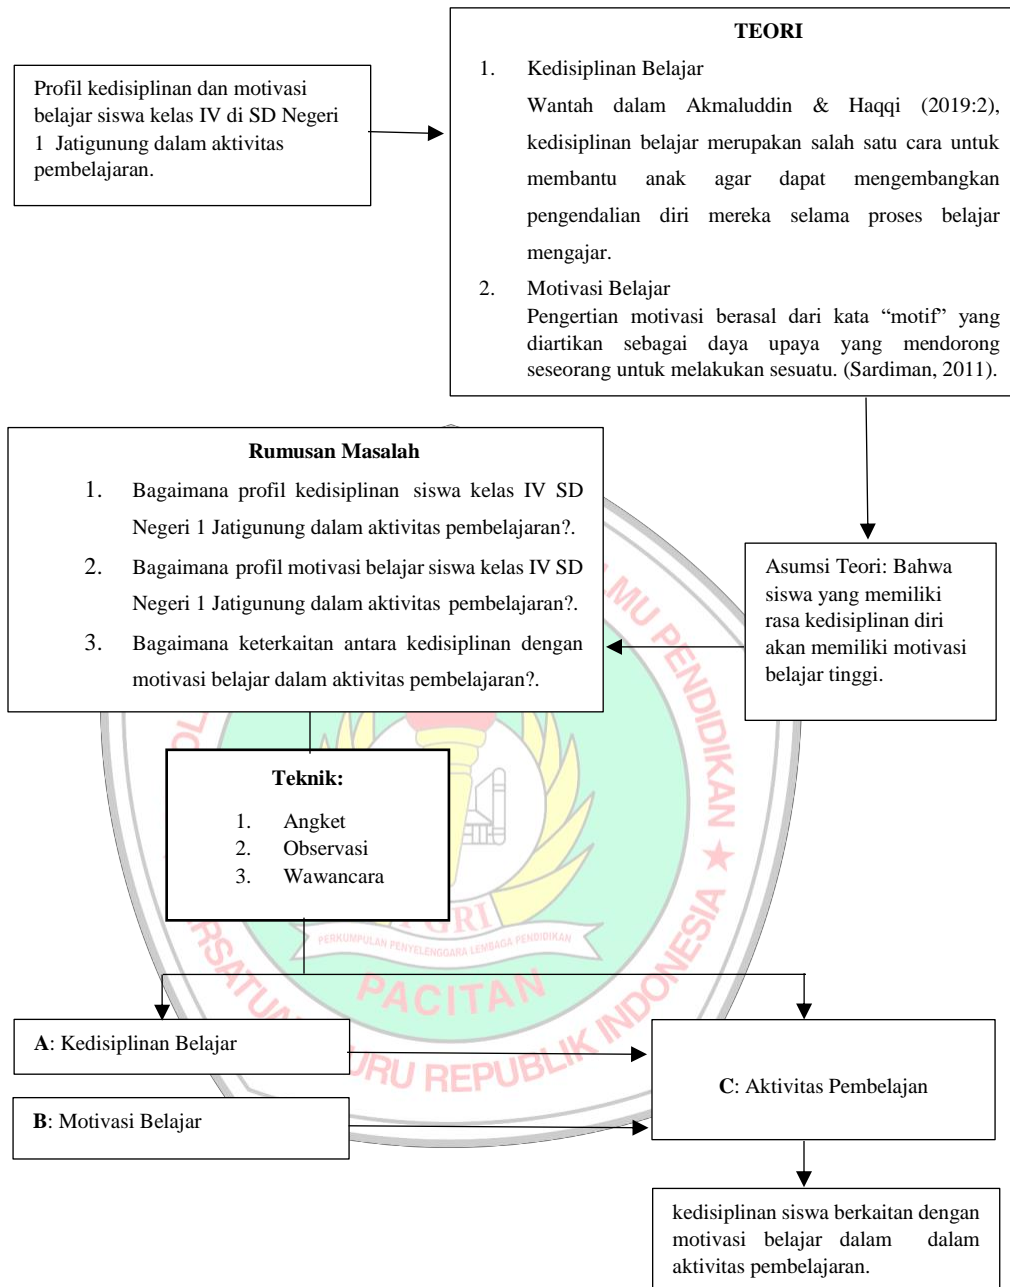 Profil kedisiplinan dan motivasi
belajar siswa kelas IV di SD Negeri
1 Jatigunung dalam aktivitas
pembelajaran.
TEORI
1. Kedisiplinan Belajar
Wantah dalam Akmaluddin & Haqqi (2019:2),
kedisiplinan belajar merupakan salah satu cara untuk
membantu anak agar dapat mengembangkan
pengendalian diri mereka selama proses belajar
mengajar.
2. Motivasi Belajar
Pengertian motivasi berasal dari kata “motif” yang
diartikan sebagai daya upaya yang mendorong
seseorang untuk melakukan sesuatu. (Sardiman, 2011).
Rumusan Masalah
1. Bagaimana profil kedisiplinan siswa kelas IV SD
Negeri 1 Jatigunung dalam aktivitas pembelajaran?.
2. Bagaimana profil motivasi belajar siswa kelas IV SD
Negeri 1 Jatigunung dalam aktivitas pembelajaran?.
3. Bagaimana keterkaitan antara kedisiplinan dengan
motivasi belajar dalam aktivitas pembelajaran?.
Asumsi Teori: Bahwa
siswa yang memiliki
rasa kedisiplinan diri
akan memiliki motivasi
belajar tinggi.
Teknik:
1. Angket
2. Observasi
3. Wawancara
A: Kedisiplinan Belajar
B: Motivasi Belajar
C: Aktivitas Pembelajan
kedisiplinan siswa berkaitan dengan
motivasi belajar dalam dalam
aktivitas pembelajaran.
PENDIDIKAN
PERKUMPULAN PENYELENGGARA LEMBAGA PENDIDIKAN
PACITAN
REPUBLIK INDONESIA